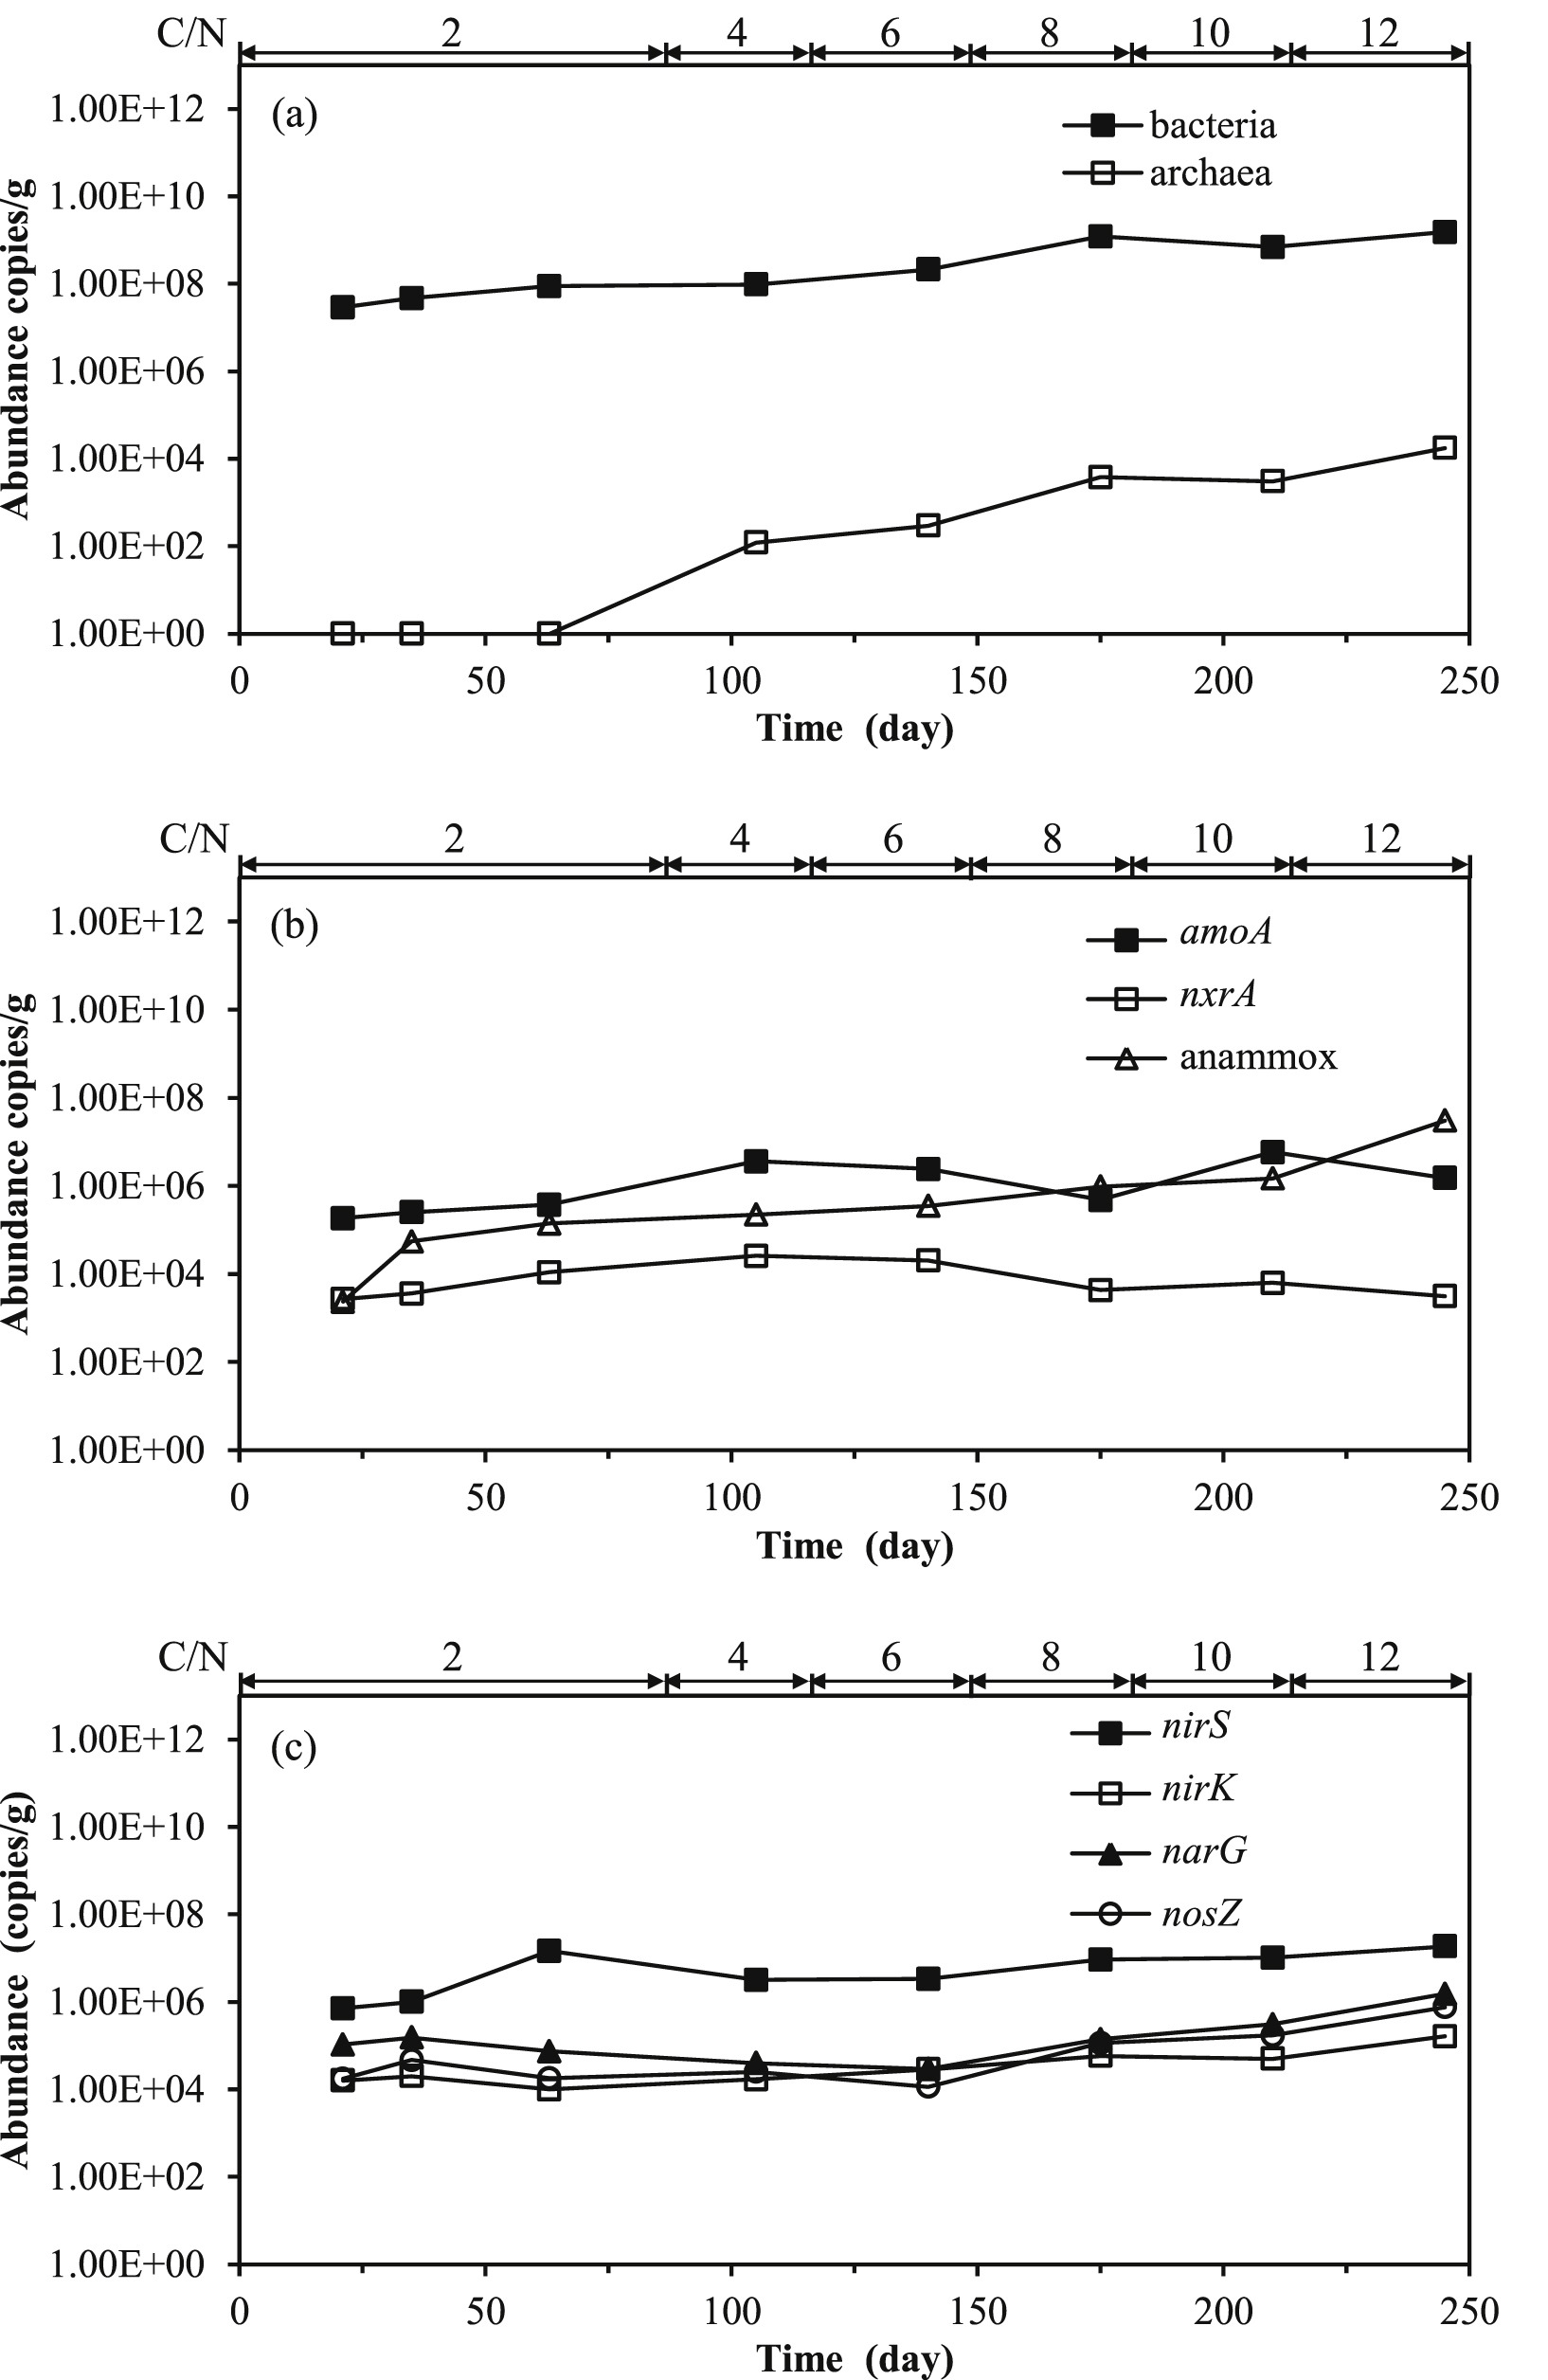 C/N 2 4 6 8 10 12
(a)
bacteria
archaea
1.00E+12
1.00E+10
1.00E+08
1.00E+06
1.00E+04
1.00E+02
1.00E+00
Abundance copies/g
0 50 100 150 200 250
Time (day)
C/N 2 4 6 8 10 12
(b)
amoA
nxrA
anammox
1.00E+12
1.00E+10
1.00E+08
1.00E+06
1.00E+04
1.00E+02
1.00E+00
Abundance copies/g
0 50 100 150 200 250
Time (day)
C/N 2 4 6 8 10 12
(c)
nirS
nirK
narG
nosZ
1.00E+12
1.00E+10
1.00E+08
1.00E+06
1.00E+04
1.00E+02
1.00E+00
Abundance (copies/g)
0 50 100 150 200 250
Time (day)